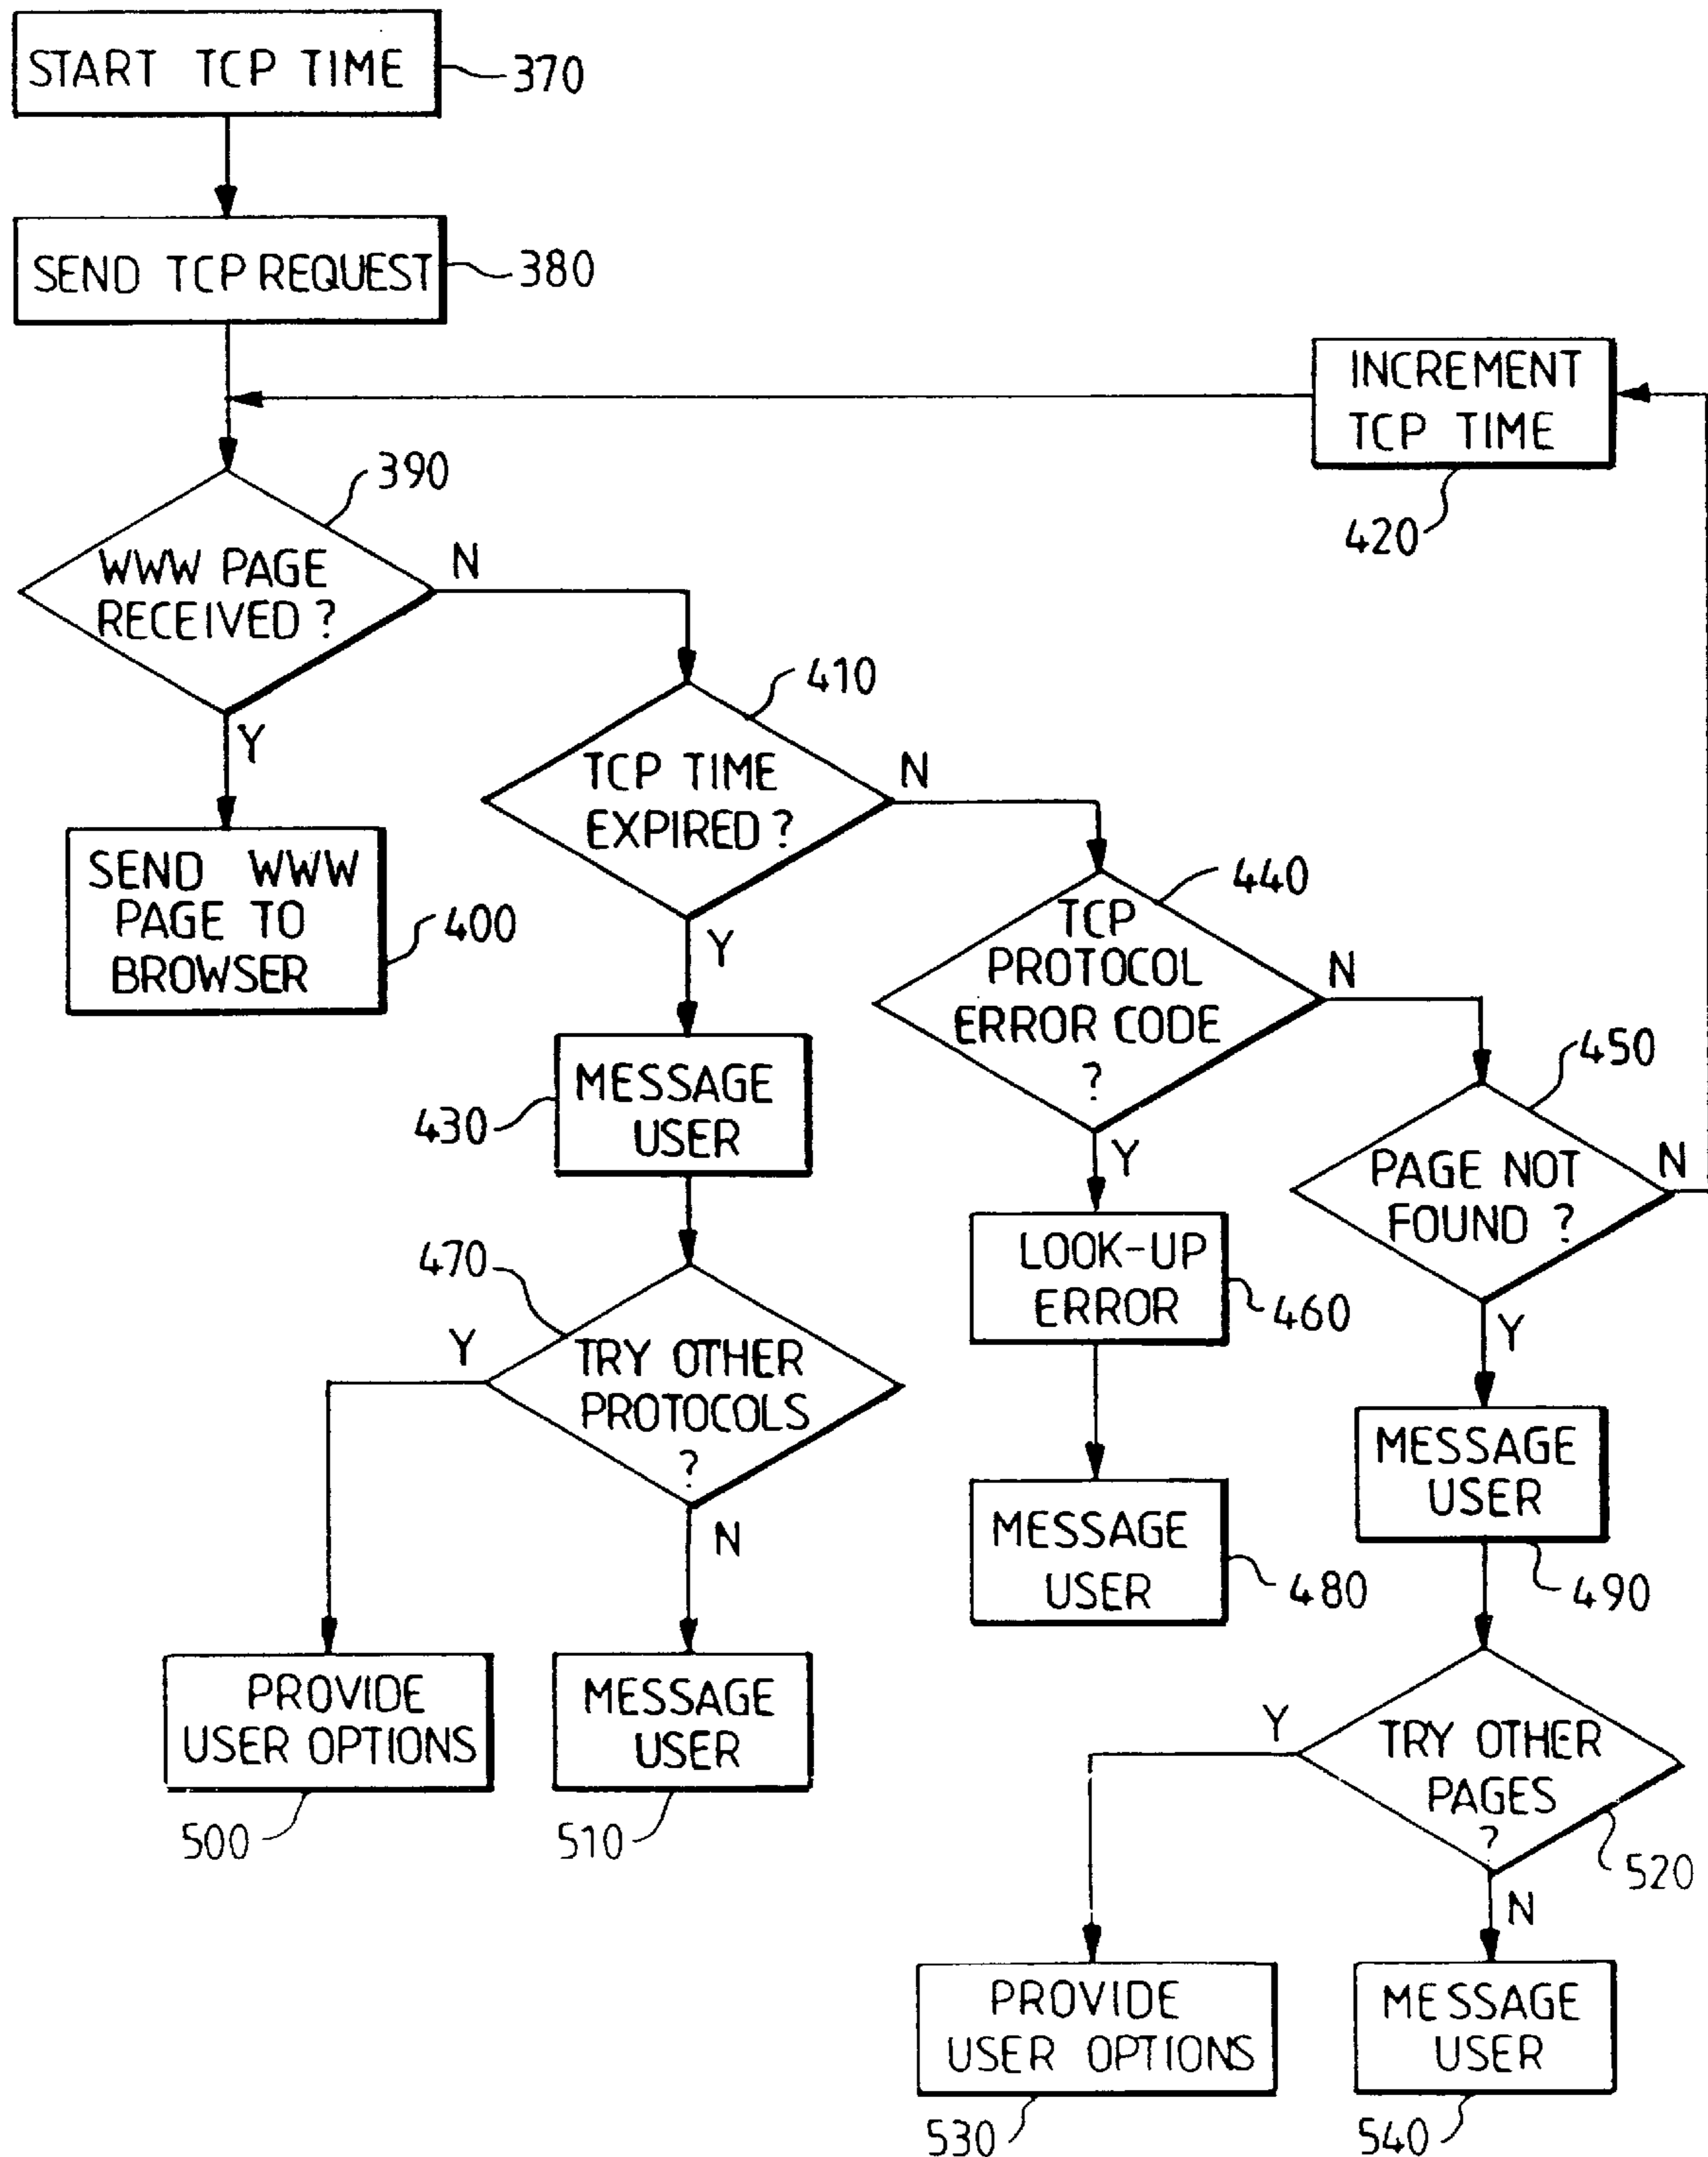 START TCP TIME
370
SEND TCP REQUEST
380
INCREMENT
TCP TIME
420
390
WWW PAGE
RECEIVED ?
N
Y
410
TCP TIME
EXPIRED ?
N
Y
SEND WWW
PAGE TO
BROWSER
400
440
TCP
PROTOCOL
ERROR CODE
?
N
Y
MESSAGE
USER
430
450
PAGE NOT
FOUND ?
N
Y
LOOK-UP
ERROR
460
470
TRY OTHER
PROTOCOLS
?
Y
N
MESSAGE
USER
480
MESSAGE
USER
490
PROVIDE
USER OPTIONS
500
MESSAGE
USER
510
TRY OTHER
PAGES
?
520
Y
N
PROVIDE
USER OPTIONS
530
MESSAGE
USER
540